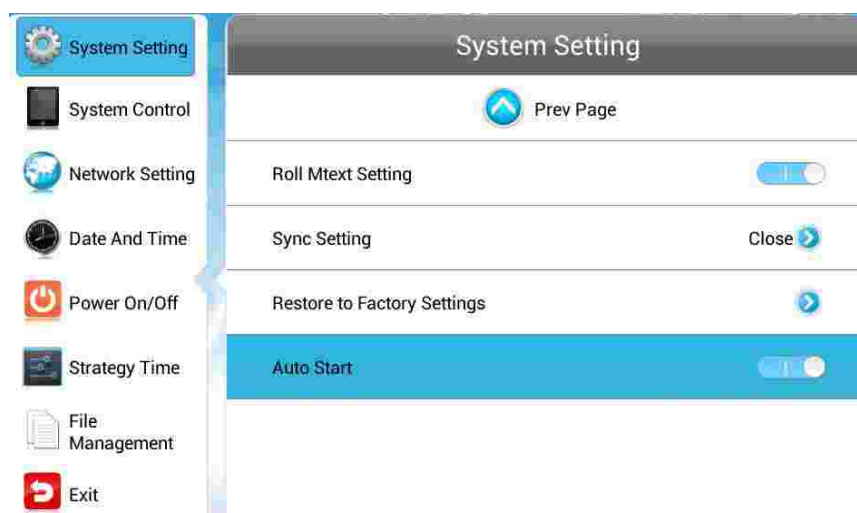 System Setting
System Control
Network Setting
Date And Time
Power On/Off
Strategy Time
File
Management
Exit
System Setting
Prev Page
Roll Mtext Setting
Sync Setting
Close
Restore to Factory Settings
Auto Start